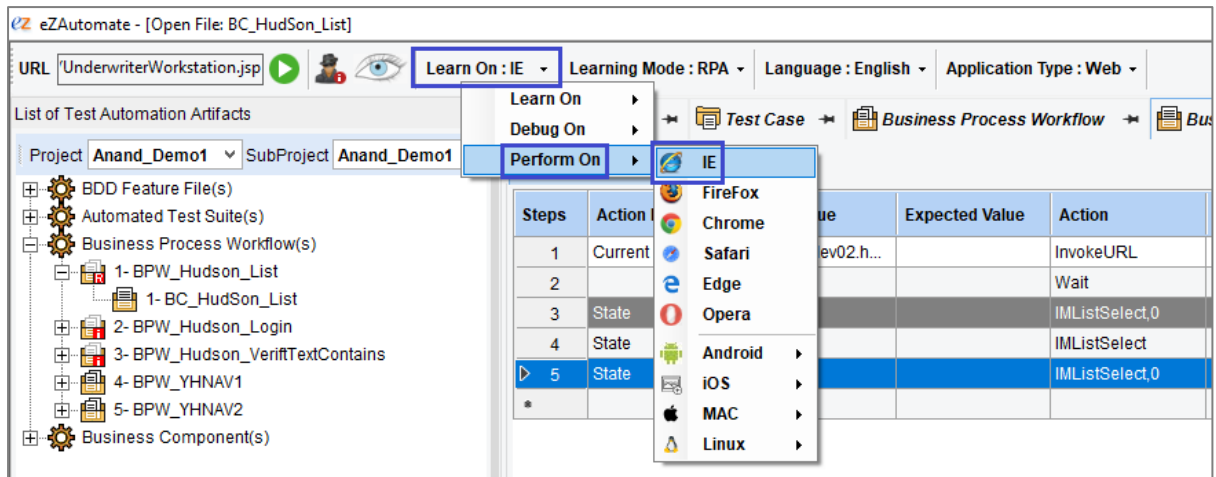 eZ eZAutomate - [Open File: BC_HudSon_List]
URL 'UnderwriterWorkstation.jsp Learn On : IE Learning Mode : RPA Language : English Application Type : Web
List of Test Automation Artifacts
Learn On
Debug On
Perform On
Test Case Business Process Workflow Bus
Project Anand_Demo1 SubProject Anand_Demo1
IE
FireFox
Chrome
Safari
Edge
Opera
Android
iOS
MAC
Linux
BDD Feature File(s)
Automated Test Suite(s)
Business Process Workflow(s)
1- BPW_Hudson_List
1- BC_HudSon_List
2- BPW_Hudson_Login
3- BPW_Hudson_VeriftTextContains
4- BPW_YHNAV1
5- BPW_YHNAV2
Business Component(s)
Steps Action ue Expected Value Action
1 Current ev02.h... InvokeURL
2 Wait
3 State IMListSelect,0
4 State IMListSelect
5 State IMListSelect,0
*